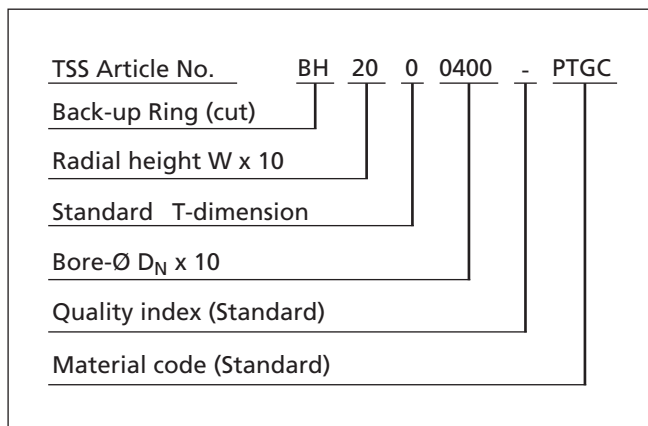 TSS Article No. BH 20 0 0400 - PTGC
Back-up Ring (cut)
Radial height W x 10
Standard T-dimension
Bore-Ø DN x 10
Quality index (Standard)
Material code (Standard)